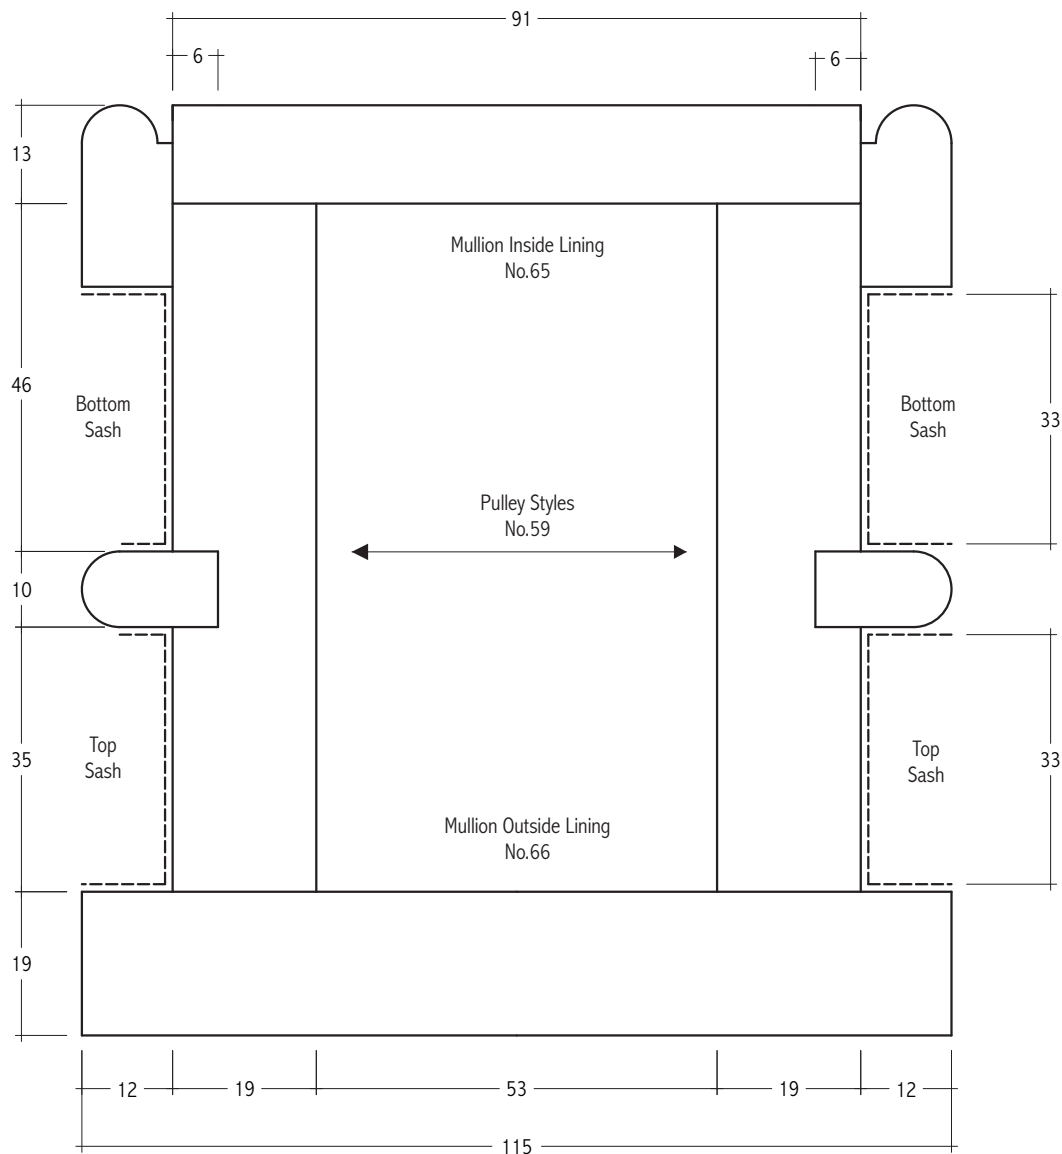 91
6
6
13
Mullion Inside Lining
No.65
46
Bottom
Sash
Bottom
Sash
33
Pulley Styles
No.59
10
35
Top
Sash
Top
Sash
33
Mullion Outside Lining
No.66
19
12
19
53
19
12
115